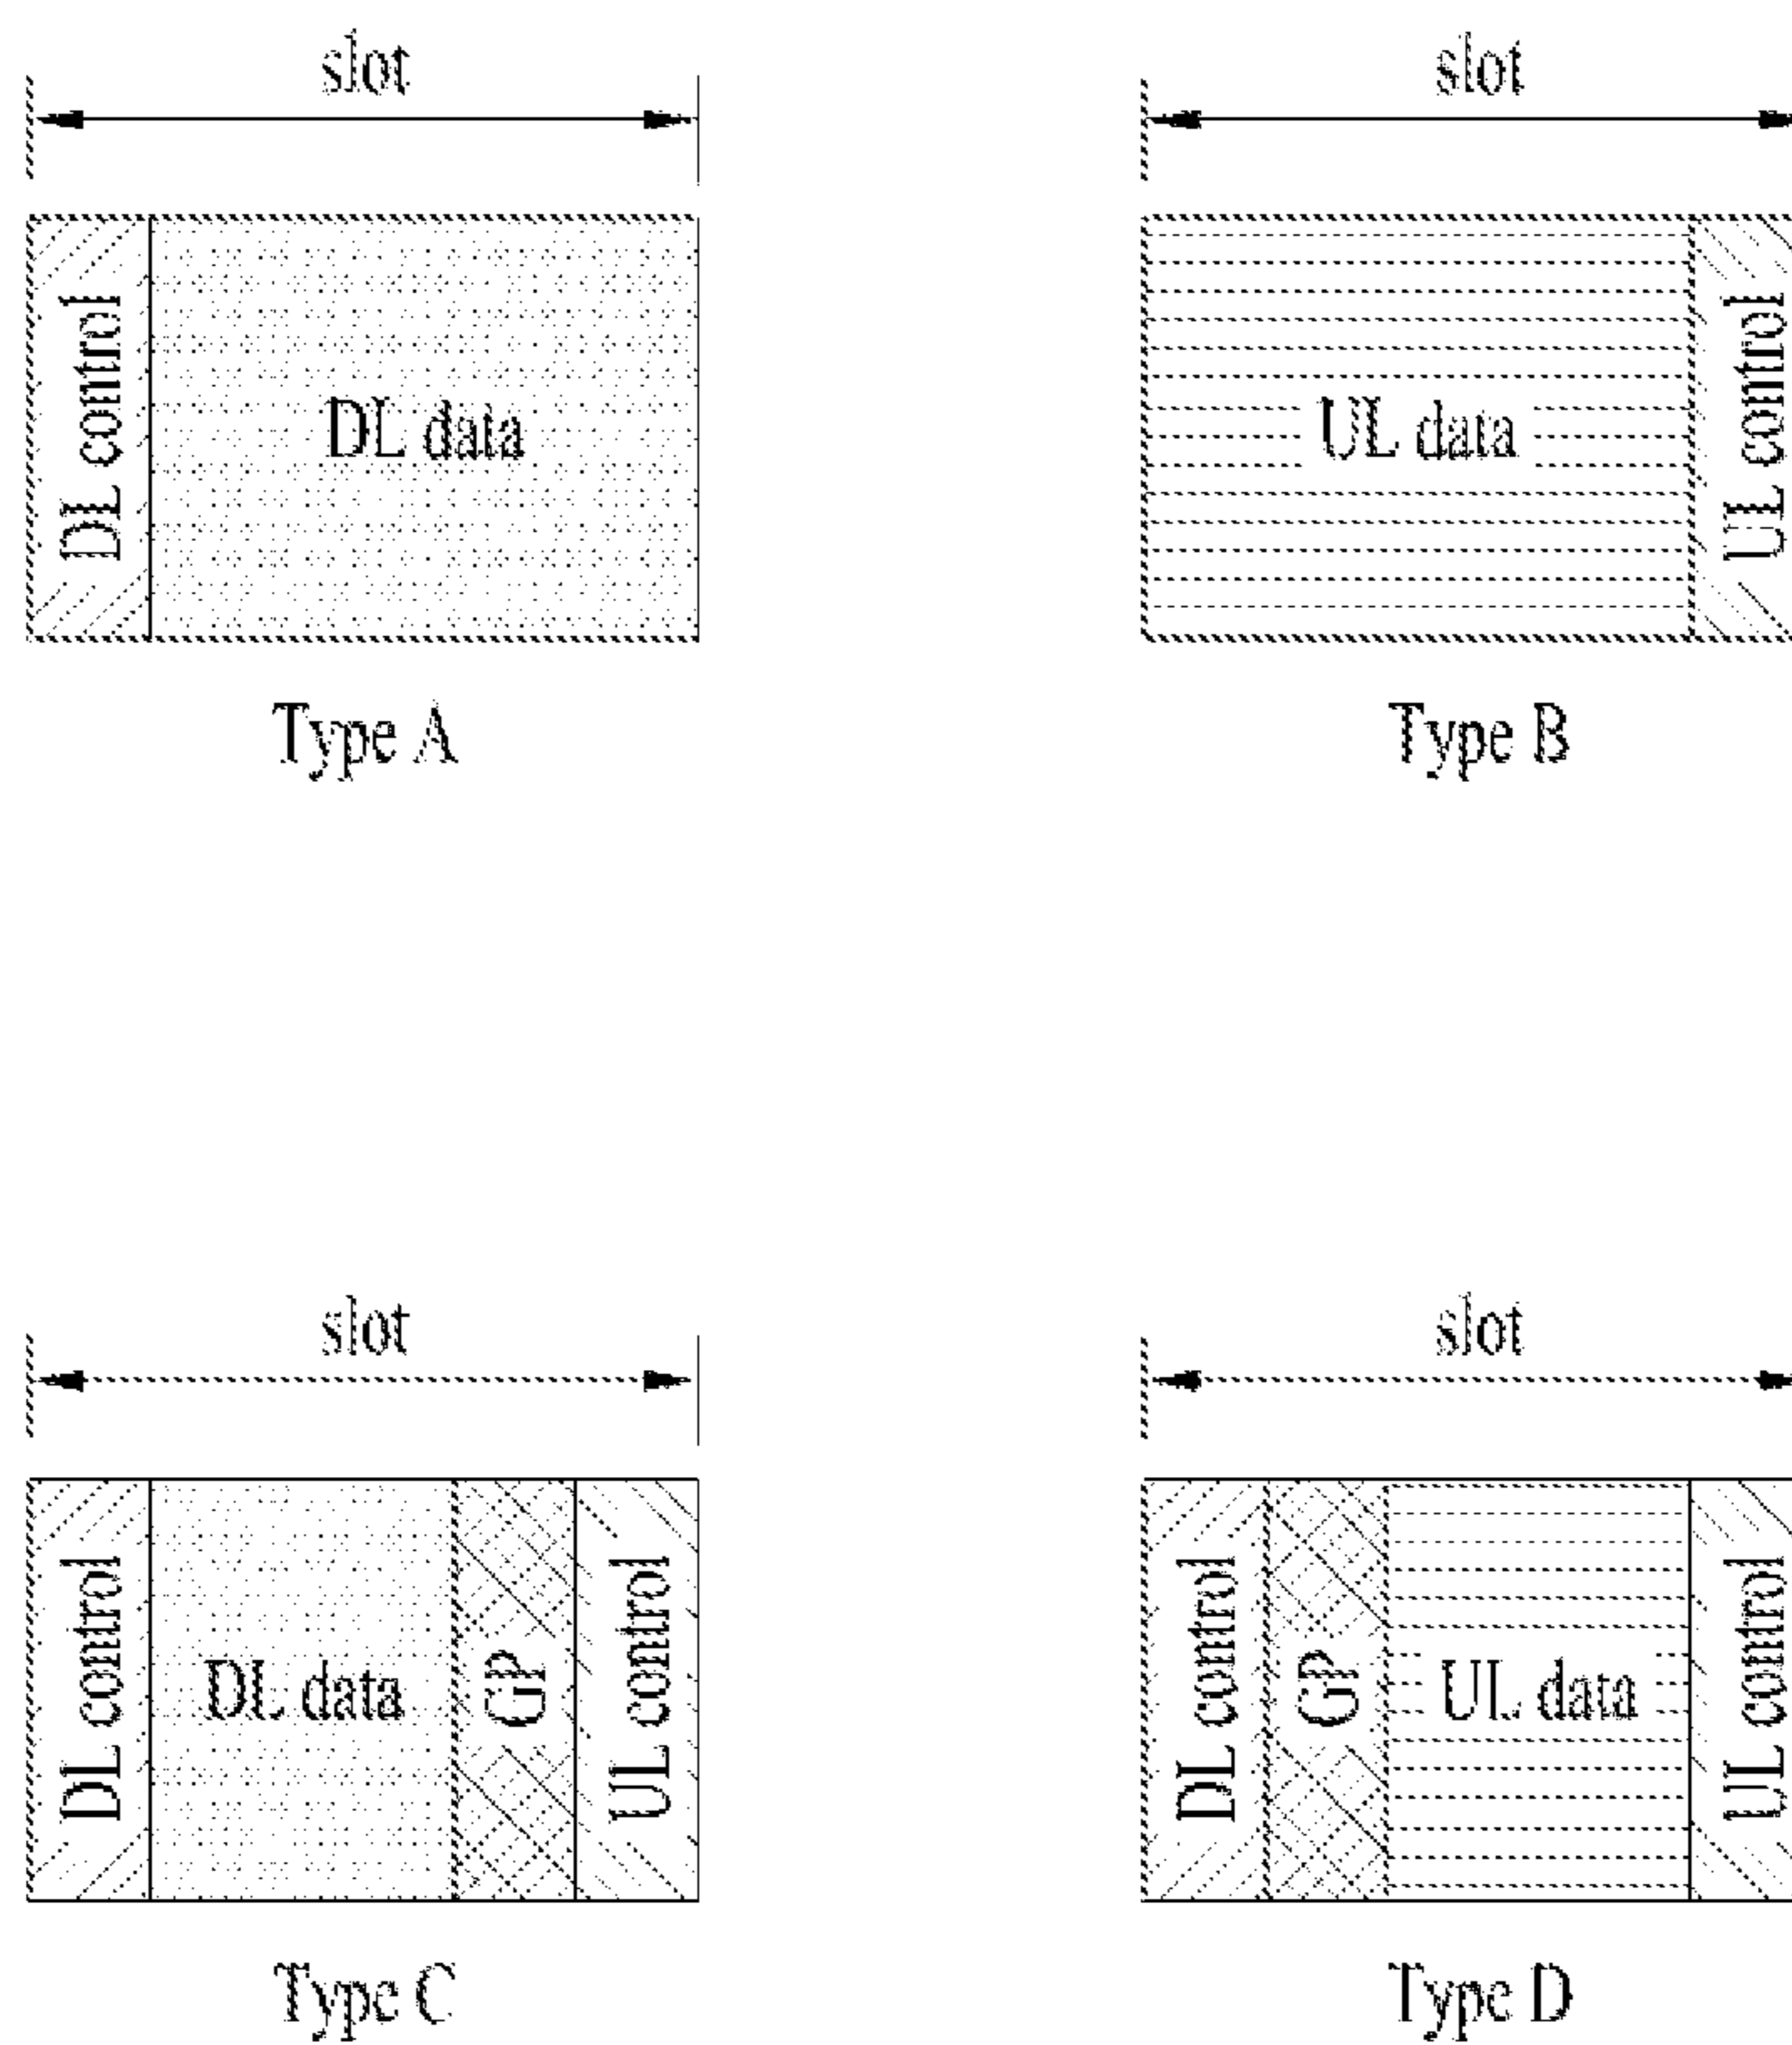 slot
DL control
DL data
Type A
slot
UL data
UL control
Type B
slot
DL control
DL data
GP
UL control
Type C
slot
DL control
GP
UL data
UL control
Type D